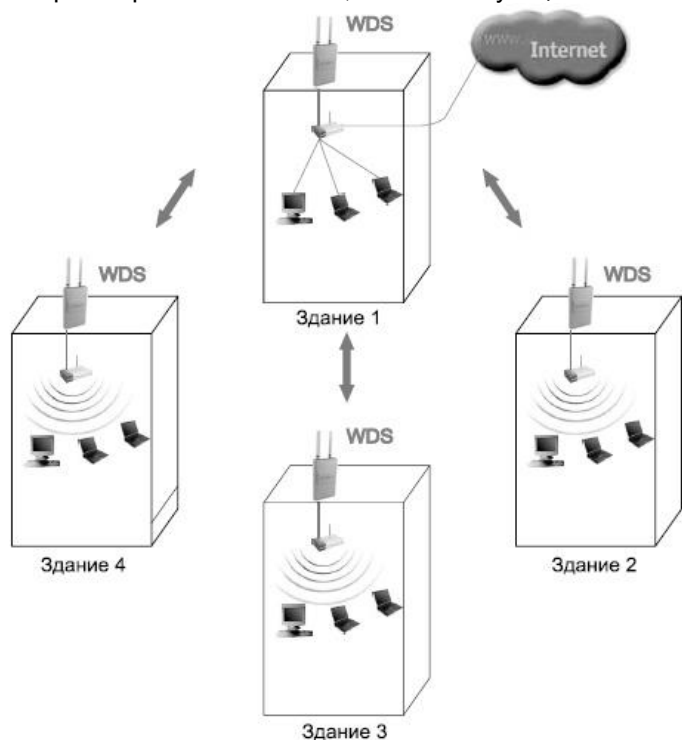 WDS
www.
Internet
Здание 1
WDS
WDS
WDS
Здание 4
Здание 2
Здание 3